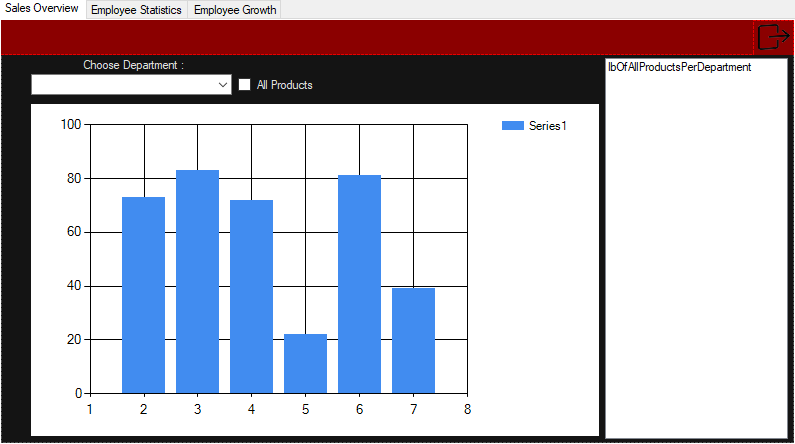 Sales Overview Employee Statistics Employee Growth
Choose Department :
All Products
lbOfAllProductsPerDepartment
100
80
60
40
20
0
1 2 3 4 5 6 7 8
Series1